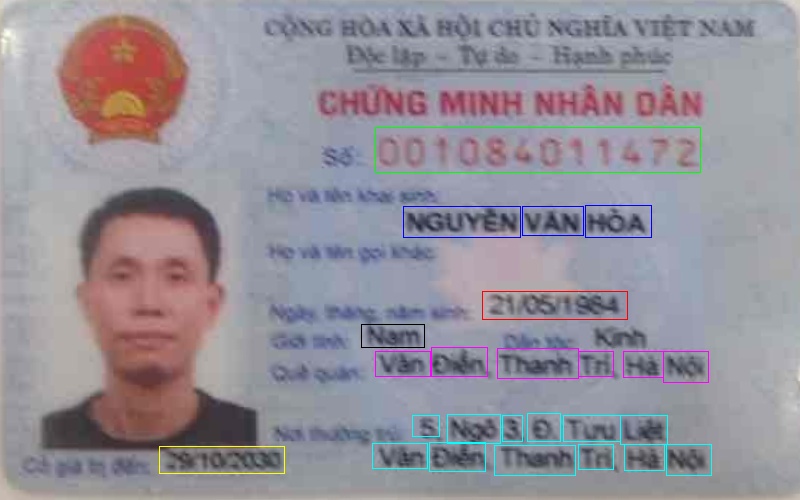 CỘNG HÒA XÃ HỘI CHỦ NGHĨA VIỆT NAM
Độc lập - Tự do - Hạnh phúc
CHỨNG MINH NHÂN DÂN
Số: 001084011472
Họ và tên khai sinh:
NGUYỄN VĂN HÒA
Họ và tên gọi khác:
Ngày, tháng, năm sinh: 21/05/1984
Giới tính: Nam Dân tộc: Kinh
Quê quán: Văn Điển, Thanh Trì, Hà Nội
Nơi thường trú: 5, Ngõ 3, Đ. Tựu Liệt
Văn Điển, Thanh Trì, Hà Nội
Có giá trị đến: 29/10/2030